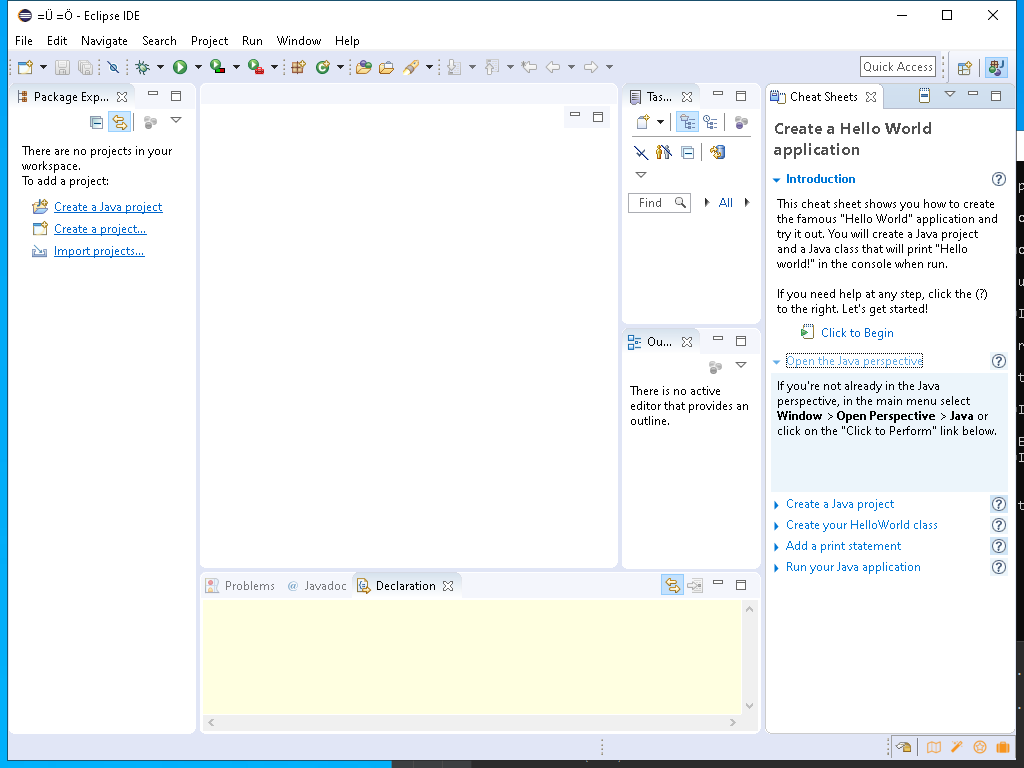 =Ü =Ö - Eclipse IDE
File Edit Navigate Search Project Run Window Help
Quick Access
Package Exp...
There are no projects in your
workspace.
To add a project:
Create a Java project
Create a project...
Import projects...
Tas...
Find
All
Ou...
There is no active
editor that provides an
outline.
Problems
@ Javadoc
Declaration
Cheat Sheets
Create a Hello World
application
Introduction
This cheat sheet shows you how to create
the famous "Hello World" application and
try it out. You will create a Java project
and a Java class that will print "Hello
world!" in the console when run.
If you need help at any step, click the (?)
to the right. Let's get started!
Click to Begin
Open the Java perspective
If you're not already in the Java
perspective, in the main menu select
Window > Open Perspective > Java or
click on the "Click to Perform" link below.
Create a Java project
Create your HelloWorld class
Add a print statement
Run your Java application